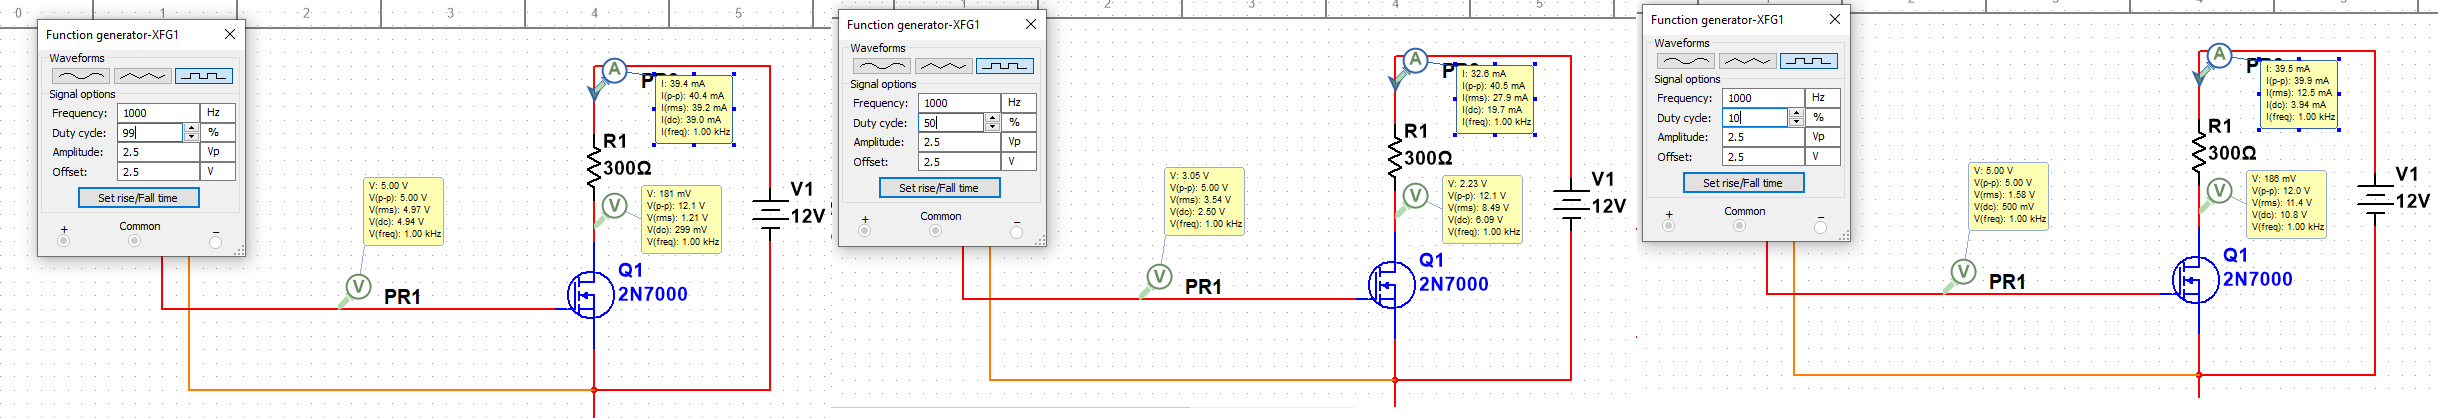 0 1 2 3 4 5
Function generator-XFG1
Waveforms
Signal options
Frequency: 1000 Hz
Duty cycle: 99 %
Amplitude: 2.5 Vp
Offset: 2.5 V
Set rise/Fall time
+ Common −
V: 5.00 V
V(p-p): 5.00 V
V(rms): 4.97 V
V(dc): 4.94 V
V(freq): 1.00 kHz
PR1
A
I: 39.4 mA
I(p-p): 40.4 mA
I(rms): 39.2 mA
I(dc): 39.0 mA
I(freq): 1.00 kHz
R1
300Ω
V
V: 181 mV
V(p-p): 12.1 V
V(rms): 1.21 V
V(dc): 299 mV
V(freq): 1.00 kHz
V1
12V
Q1
2N7000
V
2 3 4 5
Function generator-XFG1
Waveforms
Signal options
Frequency: 1000 Hz
Duty cycle: 50 %
Amplitude: 2.5 Vp
Offset: 2.5 V
Set rise/Fall time
+ Common −
V: 3.05 V
V(p-p): 5.00 V
V(rms): 3.54 V
V(dc): 2.50 V
V(freq): 1.00 kHz
PR1
A
I: 32.6 mA
I(p-p): 40.5 mA
I(rms): 27.9 mA
I(dc): 19.7 mA
I(freq): 1.00 kHz
R1
300Ω
V
V: 2.23 V
V(p-p): 12.1 V
V(rms): 8.49 V
V(dc): 6.09 V
V(freq): 1.00 kHz
V1
12V
Q1
2N7000
V
Function generator-XFG1
Waveforms
Signal options
Frequency: 1000 Hz
Duty cycle: 10 %
Amplitude: 2.5 Vp
Offset: 2.5 V
Set rise/Fall time
+ Common −
V: 5.00 V
V(p-p): 5.00 V
V(rms): 1.58 V
V(dc): 500 mV
V(freq): 1.00 kHz
PR1
A
I: 39.5 mA
I(p-p): 39.9 mA
I(rms): 12.5 mA
I(dc): 3.94 mA
I(freq): 1.00 kHz
R1
300Ω
V
V: 186 mV
V(p-p): 12.0 V
V(rms): 11.4 V
V(dc): 10.8 V
V(freq): 1.00 kHz
V1
12V
Q1
2N7000
V